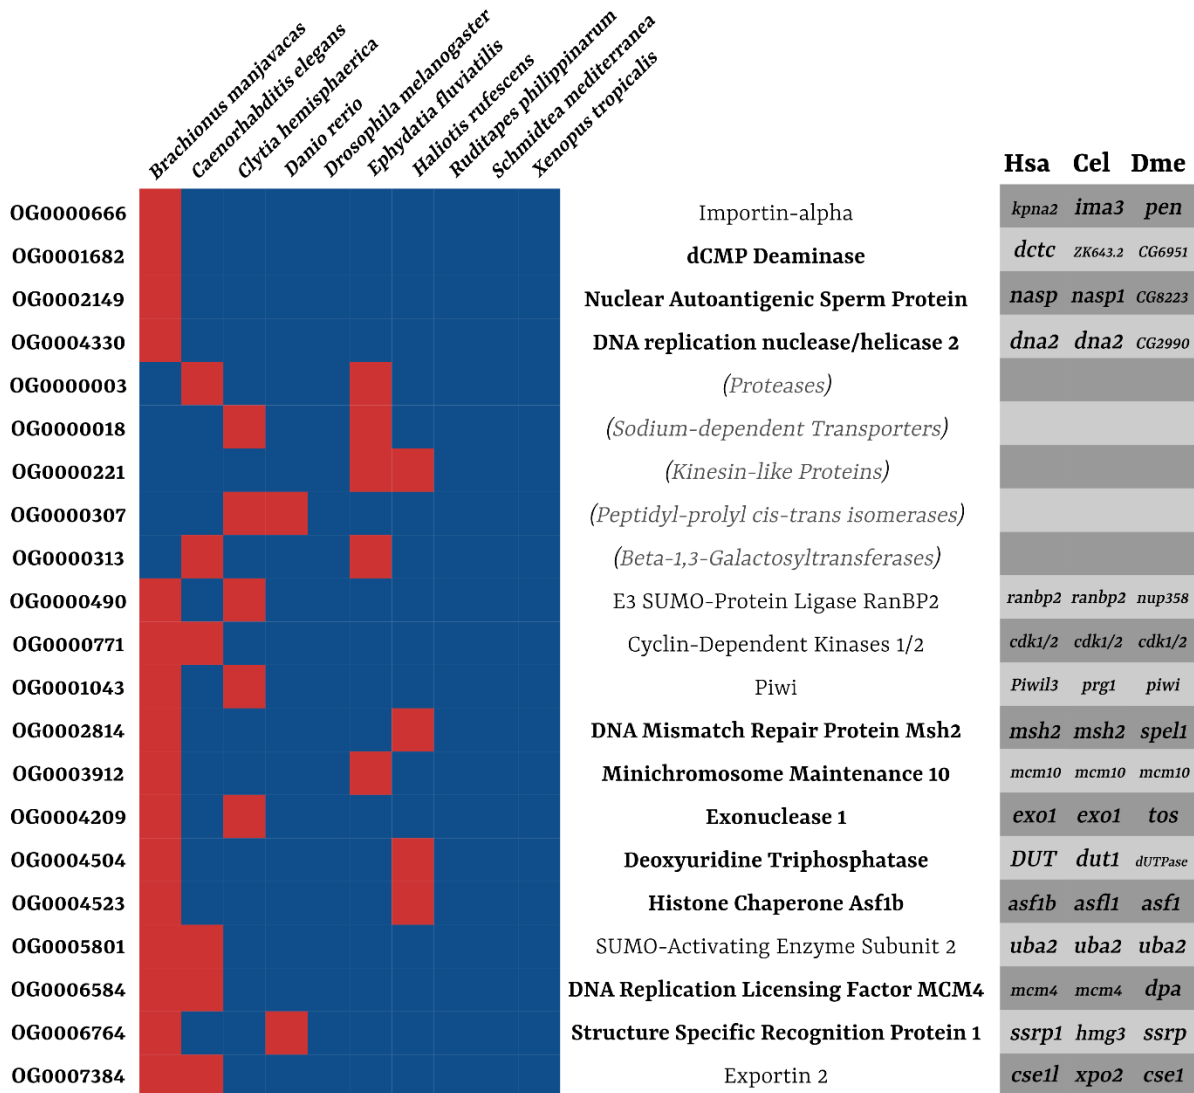 Brachionus manjavacas
Caenorhabditis elegans
Clytia hemisphaerica
Danio rerio
Drosophila melanogaster
Ephydatia fluviatilis
Haliotis rufescens
Ruditapes philippinarum
Schmidtea mediterranea
Xenopus tropicalis
Hsa Cel Dme
OG0000666 Importin-alpha kpna2 ima3 pen
OG0001682 dCMP Deaminase dctc ZK643.2 CG6951
OG0002149 Nuclear Autoantigenic Sperm Protein nasp nasp1 CG8223
OG0004330 DNA replication nuclease/helicase 2 dna2 dna2 CG2990
OG0000003 (Proteases)
OG0000018 (Sodium-dependent Transporters)
OG0000221 (Kinesin-like Proteins)
OG0000307 (Peptidyl-prolyl cis-trans isomerases)
OG0000313 (Beta-1,3-Galactosyltransferases)
OG0000490 E3 SUMO-Protein Ligase RanBP2 ranbp2 ranbp2 nup358
OG0000771 Cyclin-Dependent Kinases 1/2 cdk1/2 cdk1/2 cdk1/2
OG0001043 Piwi Piwil3 prg1 piwi
OG0002814 DNA Mismatch Repair Protein Msh2 msh2 msh2 spel1
OG0003912 Minichromosome Maintenance 10 mcm10 mcm10 mcm10
OG0004209 Exonuclease 1 exo1 exo1 tos
OG0004504 Deoxyuridine Triphosphatase DUT dut1 dUTPase
OG0004523 Histone Chaperone Asf1b asf1b asfl1 asf1
OG0005801 SUMO-Activating Enzyme Subunit 2 uba2 uba2 uba2
OG0006584 DNA Replication Licensing Factor MCM4 mcm4 mcm4 dpa
OG0006764 Structure Specific Recognition Protein 1 ssrp1 hmg3 ssrp
OG0007384 Exportin 2 cse1l xpo2 cse1